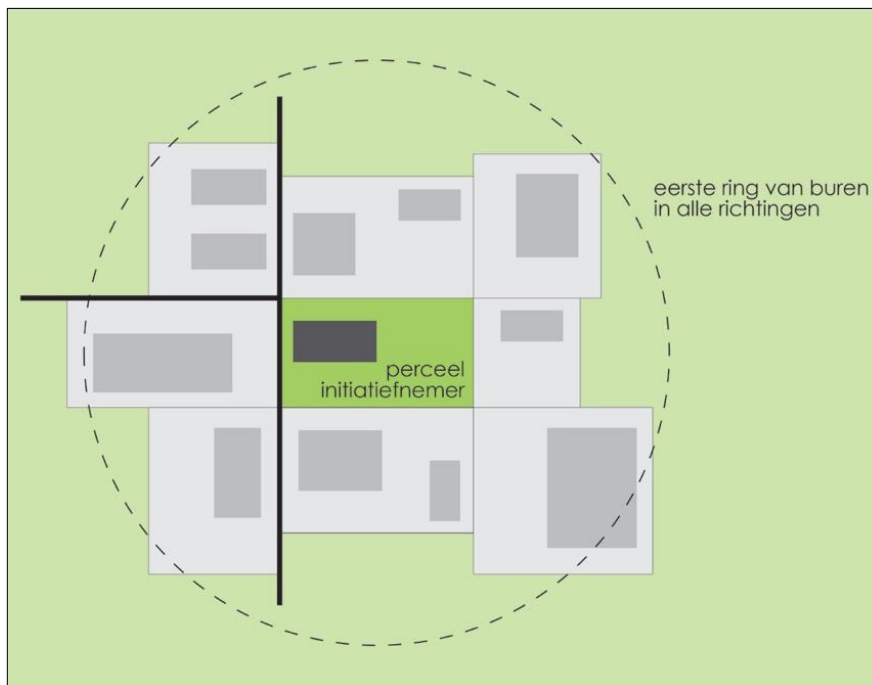 eerste ring van buren
in alle richtingen
perceel
initiatiefnemer